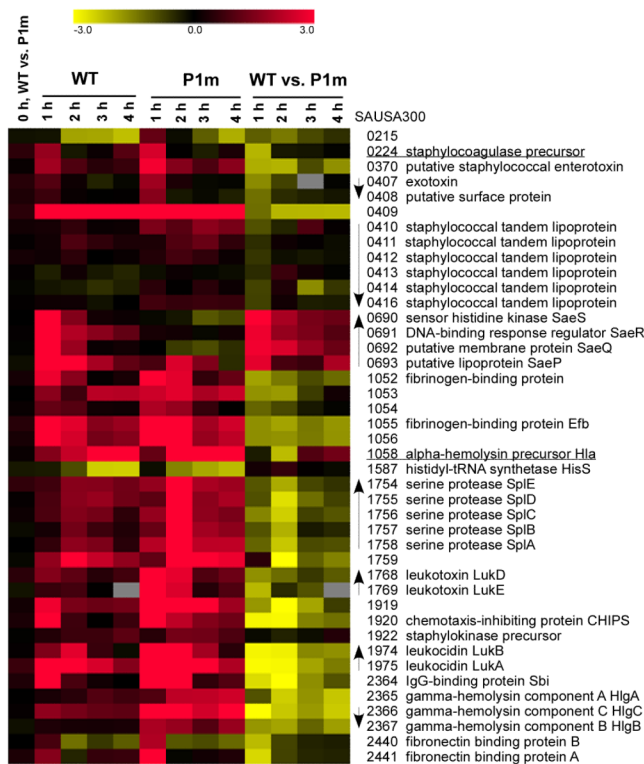 -3.0 0.0 3.0
0 h, WT vs. P1m
WT P1m WT vs. P1m
1 h 2 h 3 h 4 h 1 h 2 h 3 h 4 h 1 h 2 h 3 h 4 h
SAUSA300
0215
0224 staphylocoagulase precursor
0370 putative staphylococcal enterotoxin
0407 exotoxin
0408 putative surface protein
0409
0410 staphylococcal tandem lipoprotein
0411 staphylococcal tandem lipoprotein
0412 staphylococcal tandem lipoprotein
0413 staphylococcal tandem lipoprotein
0414 staphylococcal tandem lipoprotein
0416 staphylococcal tandem lipoprotein
0690 sensor histidine kinase SaeS
0691 DNA-binding response regulator SaeR
0692 putative membrane protein SaeQ
0693 putative lipoprotein SaeP
1052 fibrinogen-binding protein
1053
1054
1055 fibrinogen-binding protein Efb
1056
1058 alpha-hemolysin precursor Hla
1587 histidyl-tRNA synthetase HisS
1754 serine protease SplE
1755 serine protease SplD
1756 serine protease SplC
1757 serine protease SplB
1758 serine protease SplA
1759
1768 leukotoxin LukD
1769 leukotoxin LukE
1919
1920 chemotaxis-inhibiting protein CHIPS
1922 staphylokinase precursor
1974 leukocidin LukB
1975 leukocidin LukA
2364 IgG-binding protein Sbi
2365 gamma-hemolysin component A HlgA
2366 gamma-hemolysin component C HlgC
2367 gamma-hemolysin component B HlgB
2440 fibronectin binding protein B
2441 fibronectin binding protein A